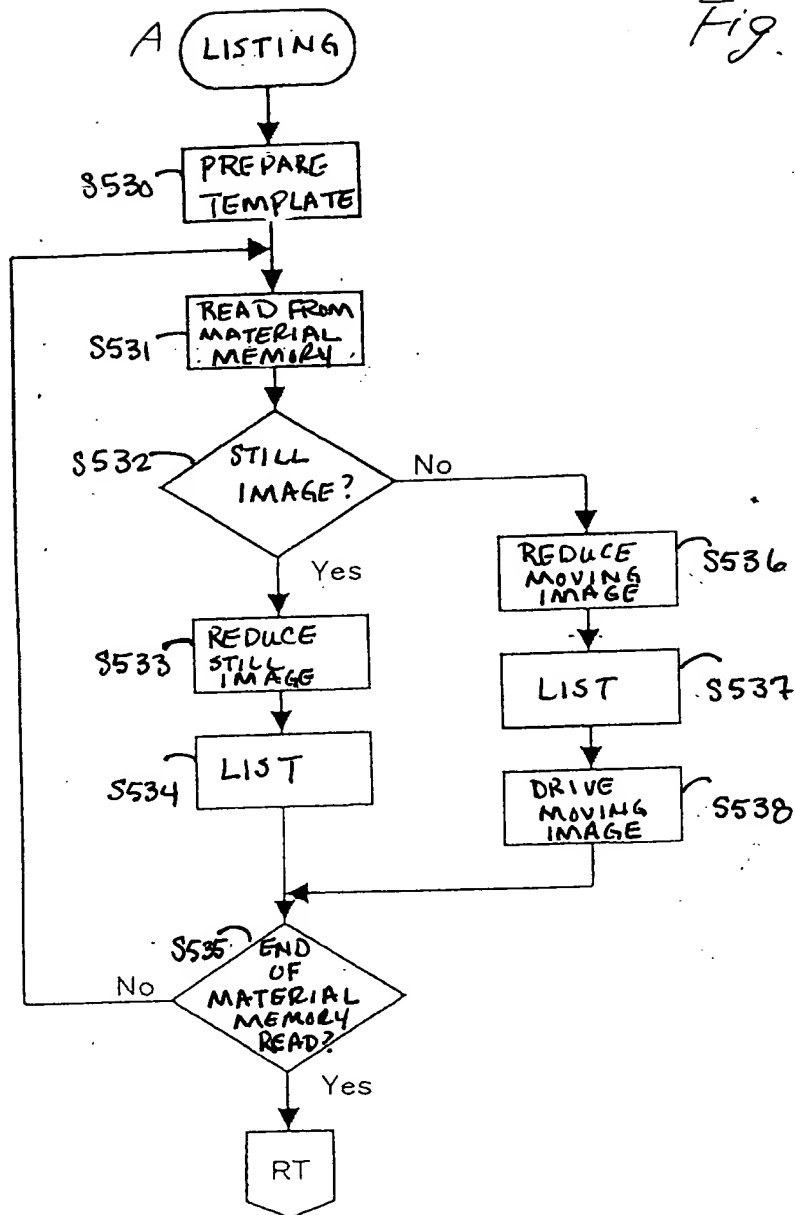 A
LISTING
Fig.
S530
PREPARE
TEMPLATE
S531
READ FROM
MATERIAL
MEMORY
S532
STILL
IMAGE?
No
Yes
S533
REDUCE
STILL
IMAGE
S536
REDUCE
MOVING
IMAGE
S534
LIST
S537
LIST
S538
DRIVE
MOVING
IMAGE
S535
END
OF
MATERIAL
MEMORY
READ?
No
Yes
RT